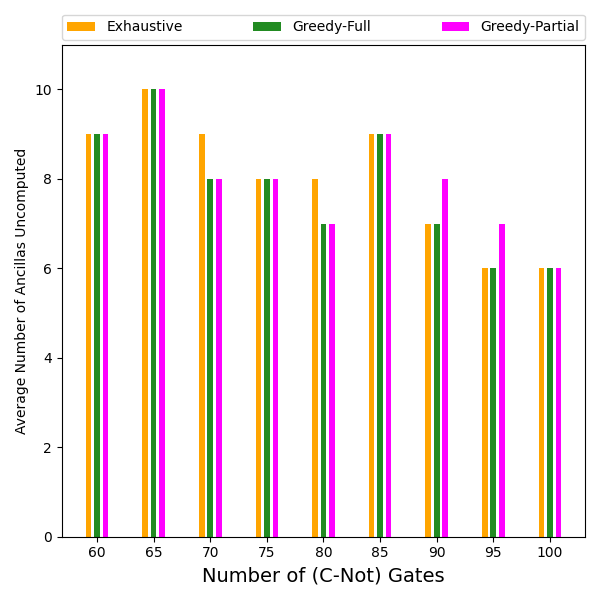 Exhaustive Greedy-Full Greedy-Partial
Average Number of Ancillas Uncomputed
10
8
6
4
2
0
60 65 70 75 80 85 90 95 100
Number of (C-Not) Gates